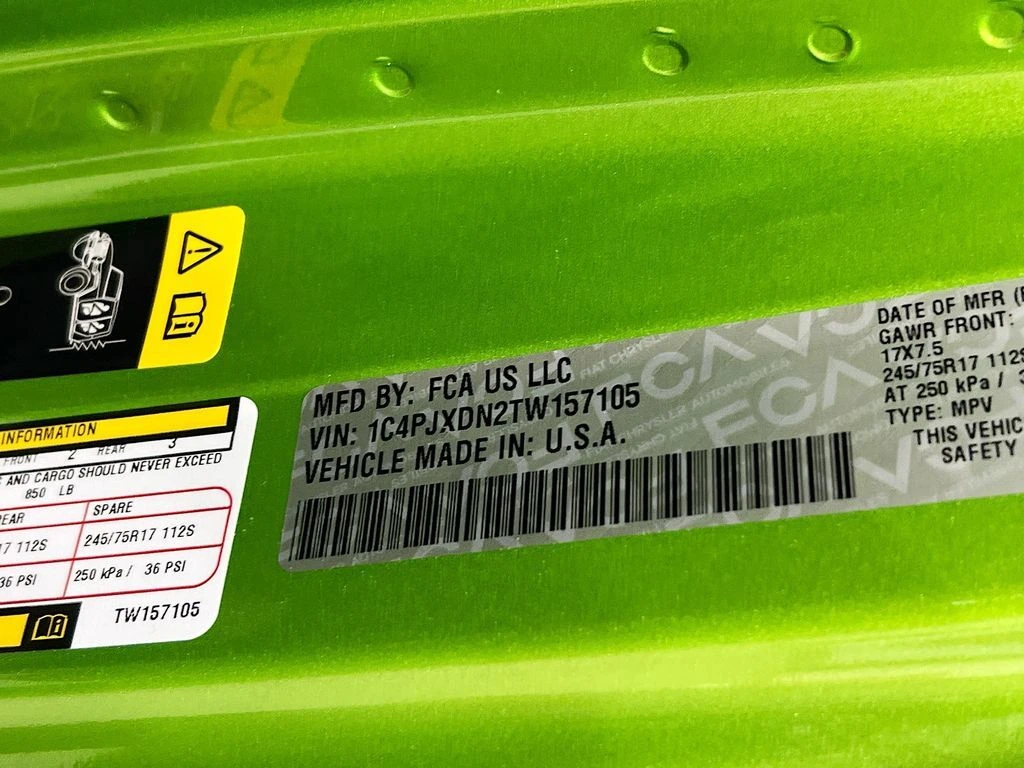 INFORMATION
FRONT 2 REAR 3
AND CARGO SHOULD NEVER EXCEED
850 LB
SPARE
112S 245/75R17 112S
36 PSI 250 kPa / 36 PSI
TW157105
MFD BY: FCA US LLC
VIN: 1C4PJXDN2TW157105
VEHICLE MADE IN: U.S.A.
DATE OF MFR
GAWR FRONT:
17X7.5
245/75R17 112S
AT 250 kPa /
TYPE: MPV
THIS
SAFETY